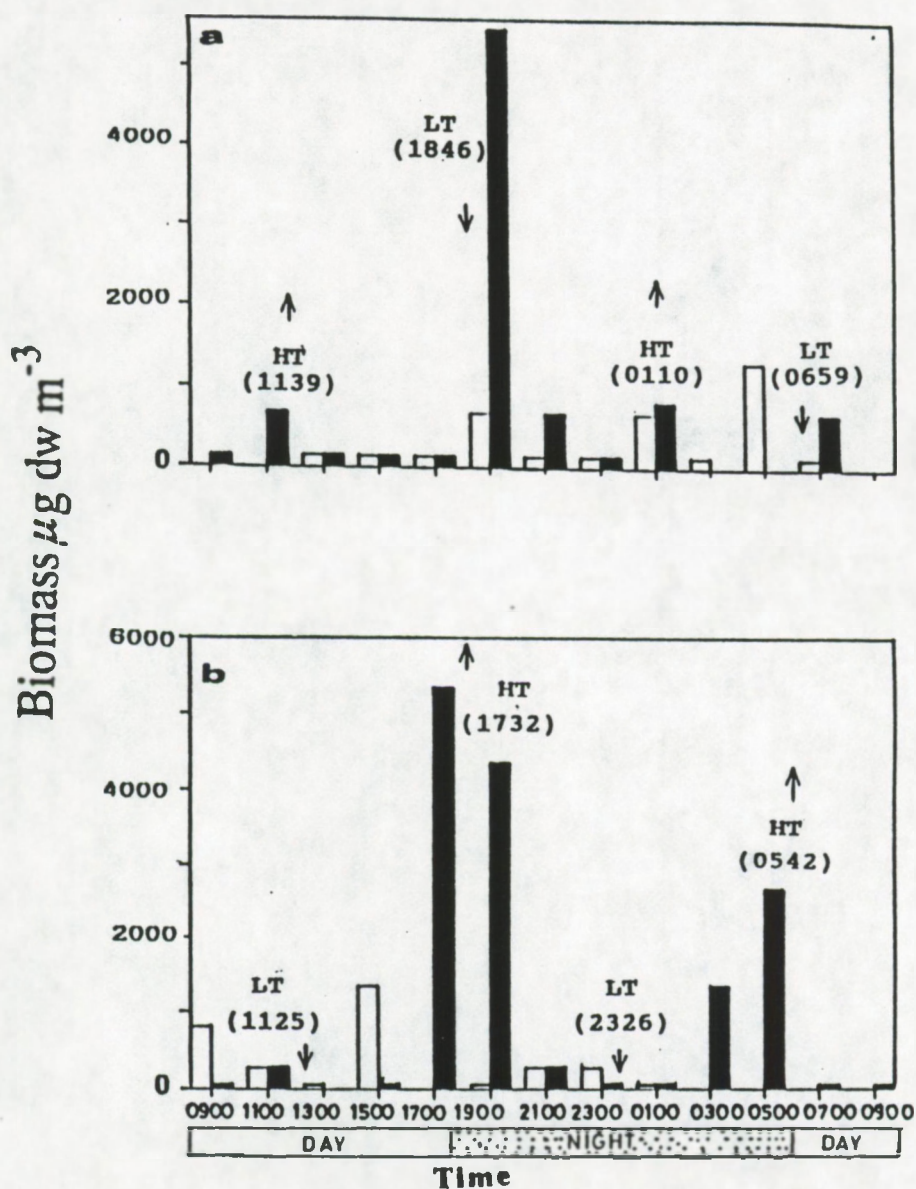 a
4000
2000
0
LT
(1846)
HT
(1139)
HT
(0110)
LT
(0659)
Biomass µg dw m-3
b
6000
4000
2000
0
HT
(1732)
HT
(0542)
LT
(1125)
LT
(2326)
0900 1100 1300 1500 1700 1900 2100 2300 0100 0300 0500 0700 0900
DAY NIGHT DAY
Time